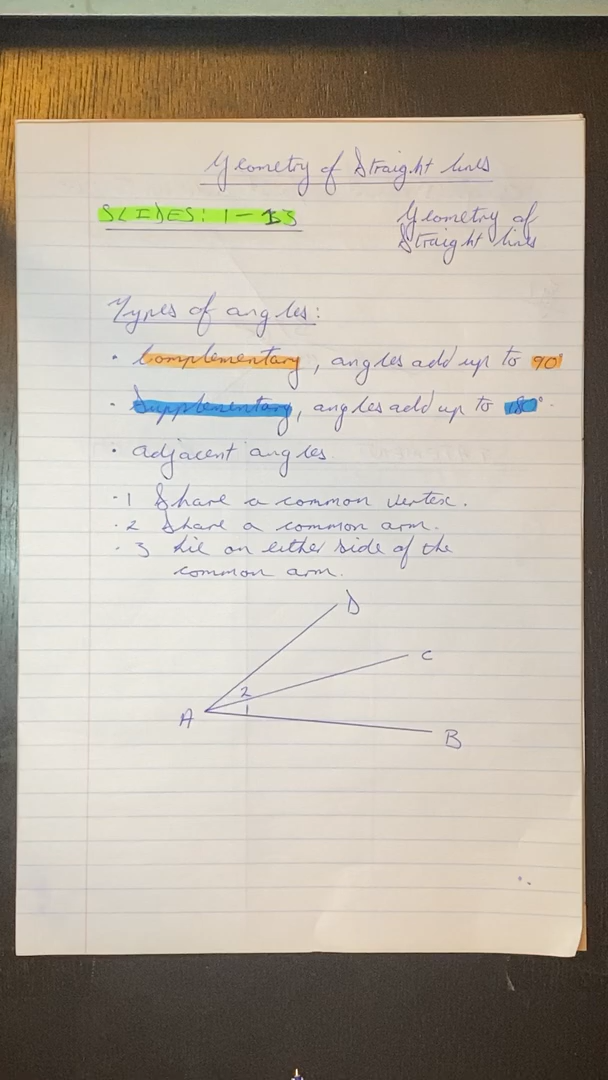 Geometry of Straight lines
SLIDES: 1 - 13
Geometry of
Straight lines
Types of angles:
• Complementary, angles add up to 90°
• Supplementary, angles add up to 180°.
• adjacent angles.
·1 Share a common vertex.
·2 Share a common arm.
·3 Lie on either side of the
common arm.
D
C
2
A
1
B